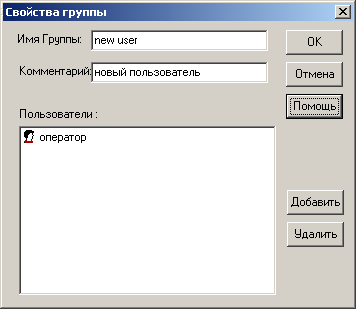 Свойства группы
Имя Группы: new user
OK
Комментарий: новый пользователь
Отмена
Помощь
Пользователи :
оператор
Добавить
Удалить